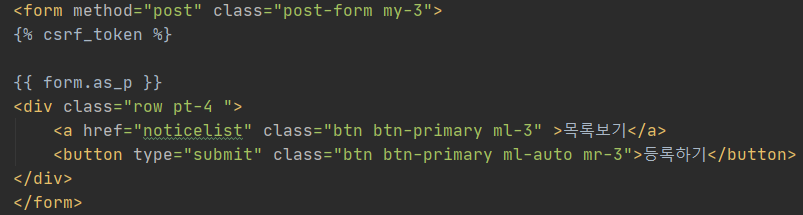 <form method="post" class="post-form my-3">
{% csrf_token %}
{{ form.as_p }}
<div class="row pt-4 ">
<a href="noticelist" class="btn btn-primary ml-3" >목록보기</a>
<button type="submit" class="btn btn-primary ml-auto mr-3">등록하기</button>
</div>
</form>